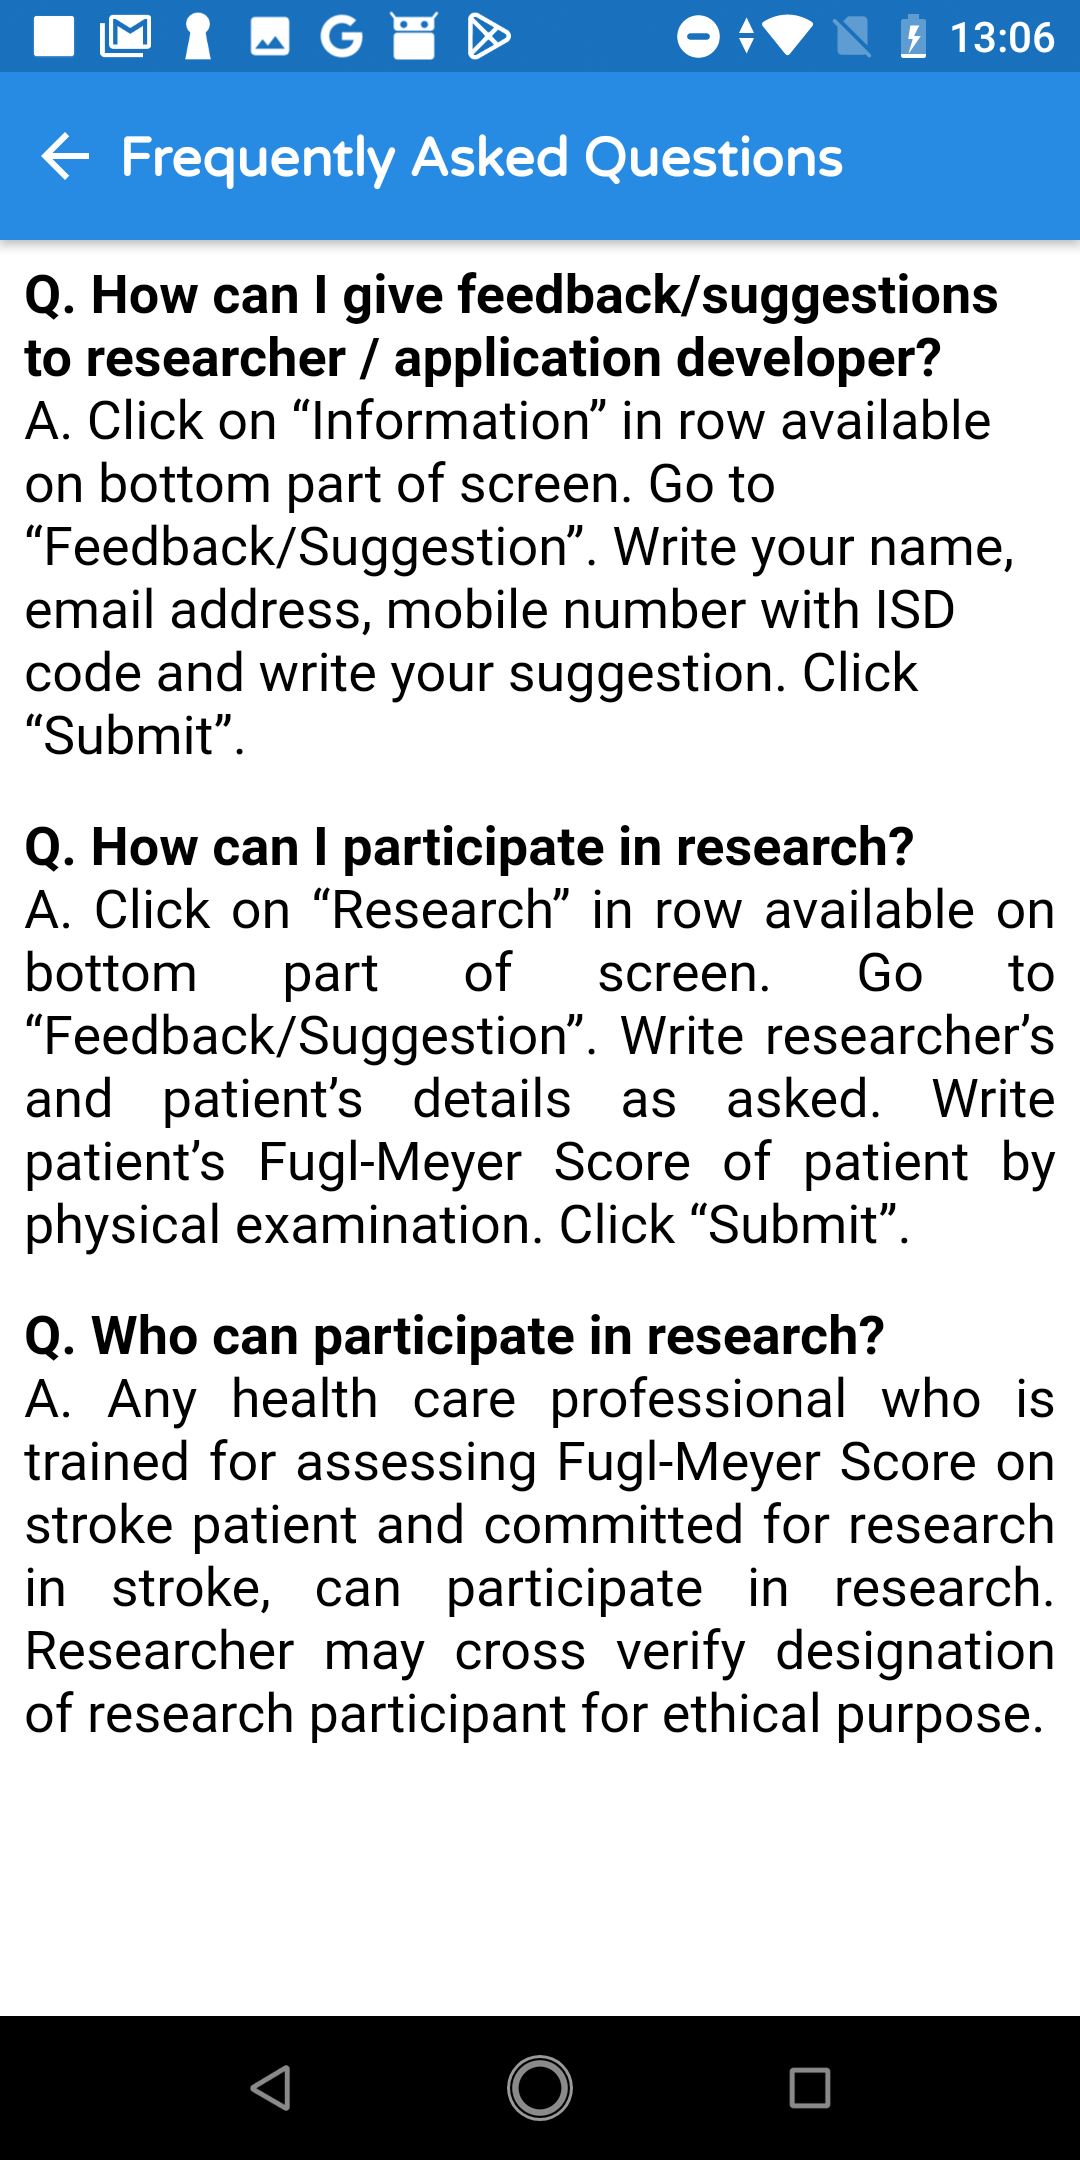 13:06
Frequently Asked Questions
Q. How can I give feedback/suggestions
to researcher / application developer?
A. Click on “Information” in row available
on bottom part of screen. Go to
“Feedback/Suggestion”. Write your name,
email address, mobile number with ISD
code and write your suggestion. Click
“Submit”.
Q. How can I participate in research?
A. Click on “Research” in row available on
bottom part of screen. Go to
“Feedback/Suggestion”. Write researcher’s
and patient’s details as asked. Write
patient’s Fugl-Meyer Score of patient by
physical examination. Click “Submit”.
Q. Who can participate in research?
A. Any health care professional who is
trained for assessing Fugl-Meyer Score on
stroke patient and committed for research
in stroke, can participate in research.
Researcher may cross verify designation
of research participant for ethical purpose.